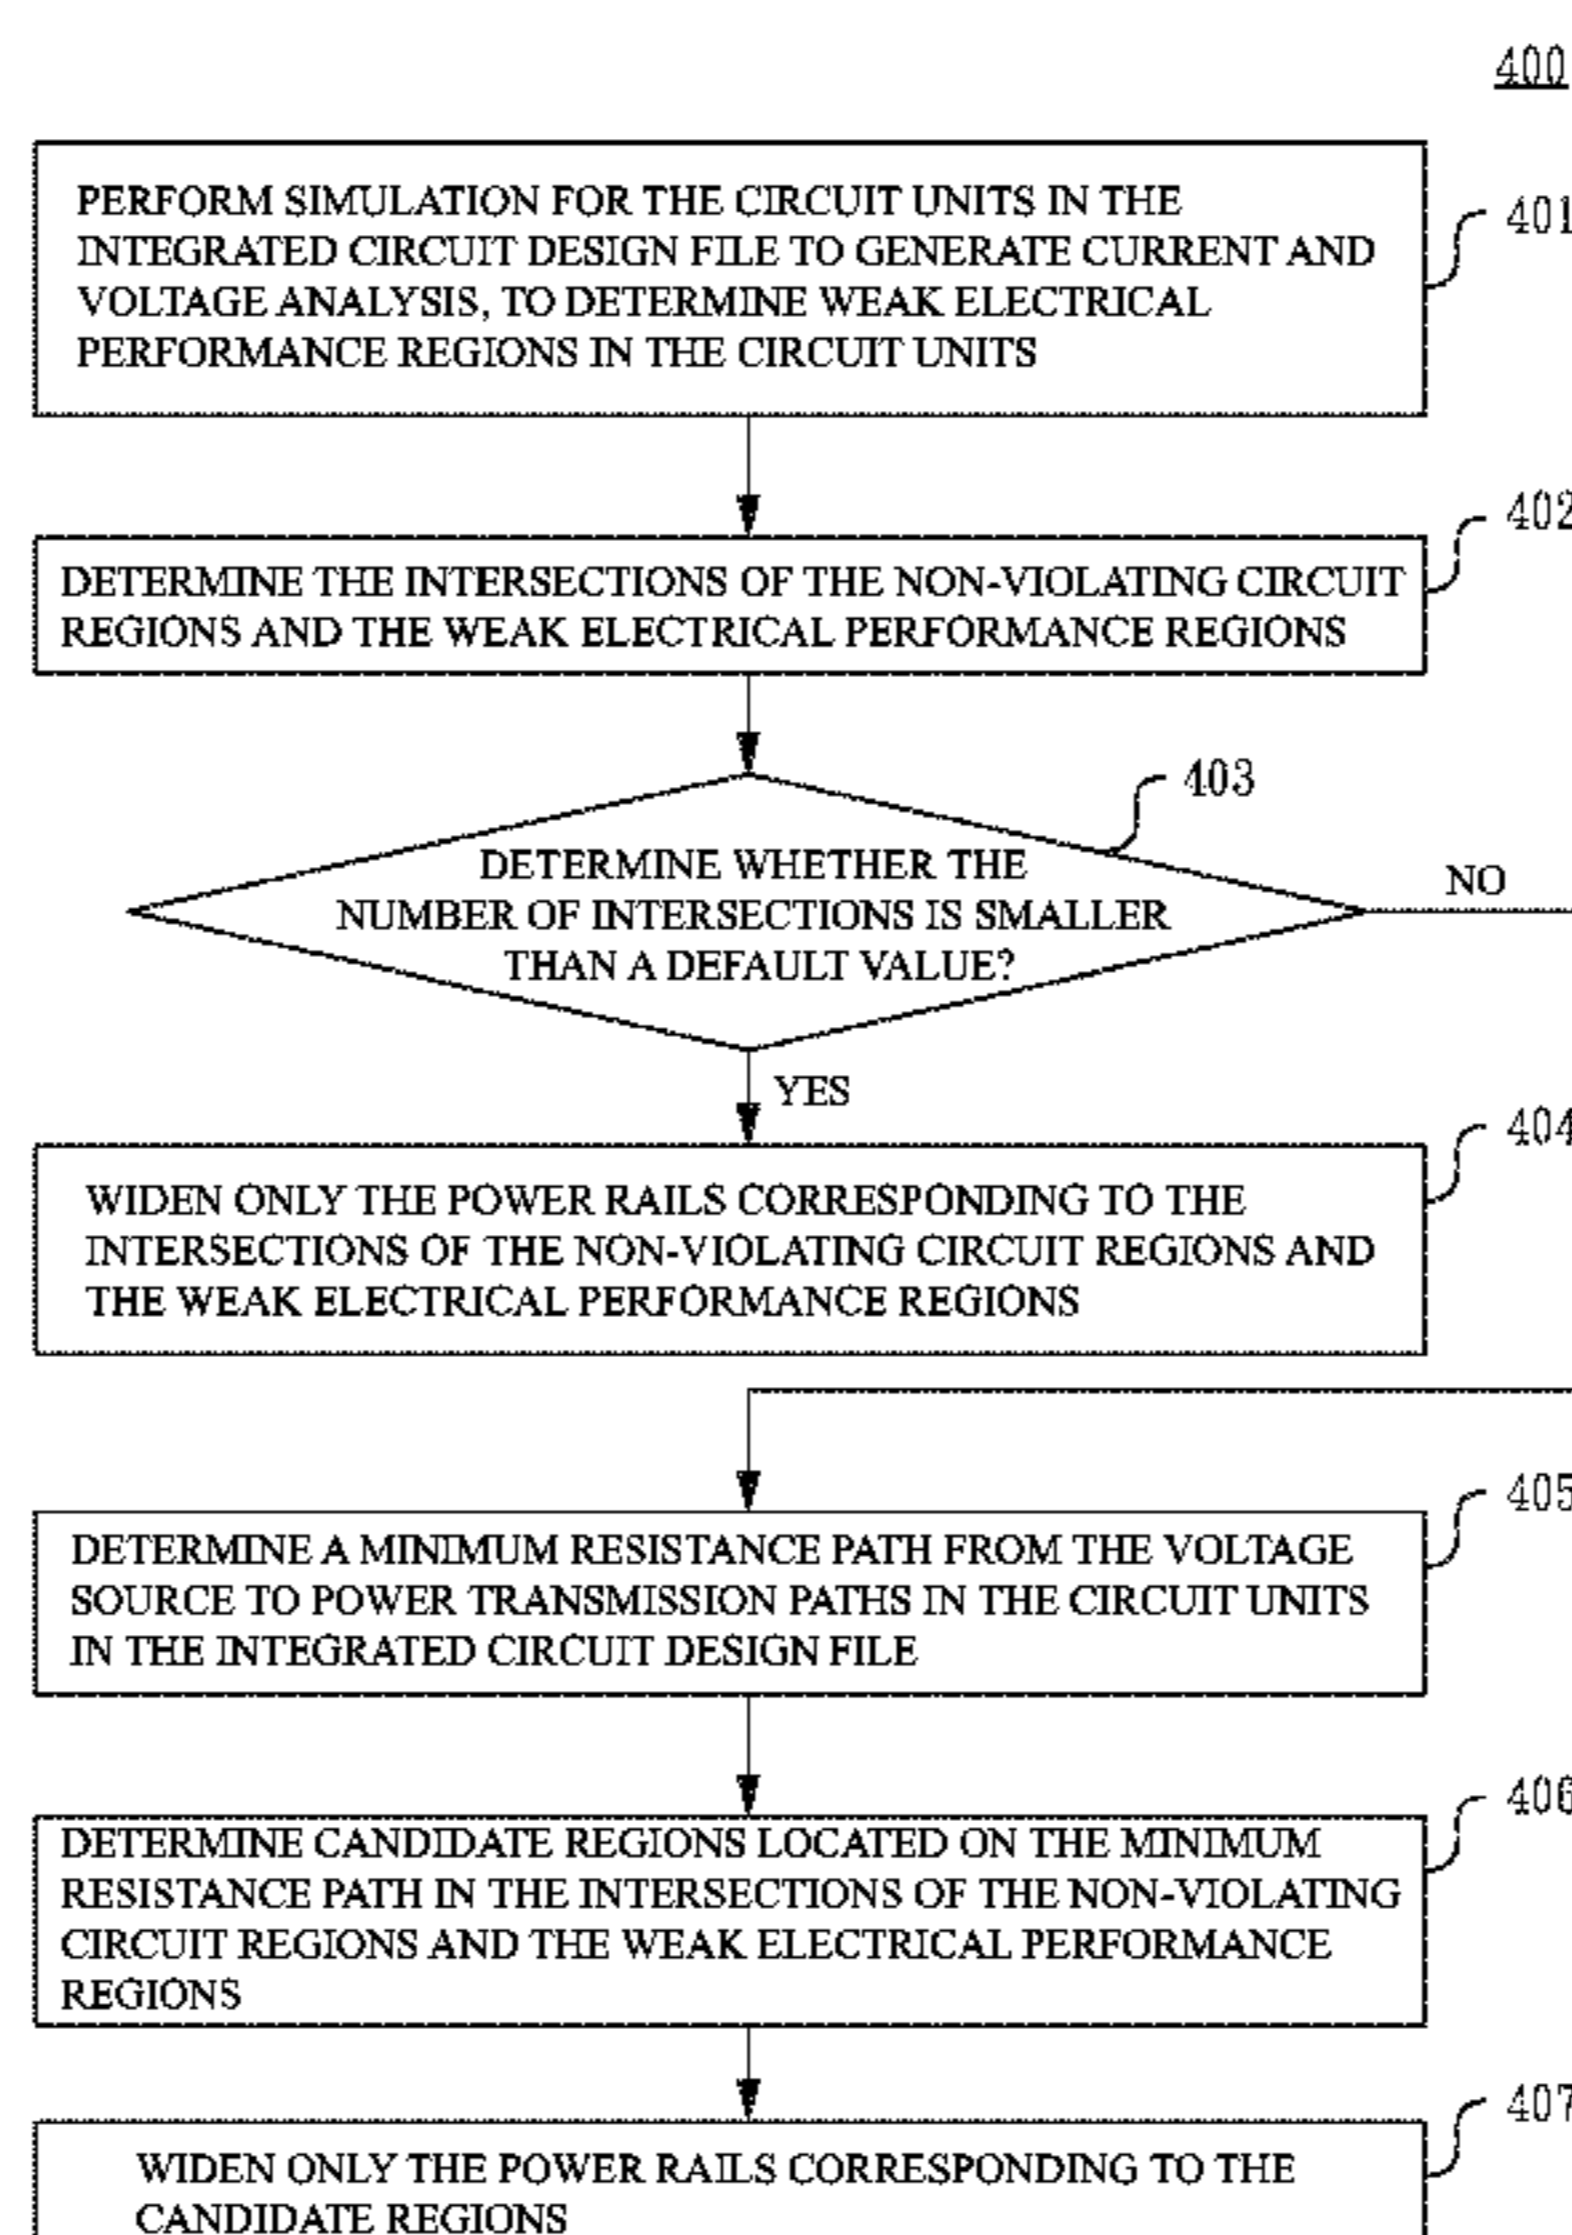 400
PERFORM SIMULATION FOR THE CIRCUIT UNITS IN THE
INTEGRATED CIRCUIT DESIGN FILE TO GENERATE CURRENT AND
VOLTAGE ANALYSIS, TO DETERMINE WEAK ELECTRICAL
PERFORMANCE REGIONS IN THE CIRCUIT UNITS
401
DETERMINE THE INTERSECTIONS OF THE NON-VIOLATING CIRCUIT
REGIONS AND THE WEAK ELECTRICAL PERFORMANCE REGIONS
402
DETERMINE WHETHER THE
NUMBER OF INTERSECTIONS IS SMALLER
THAN A DEFAULT VALUE?
403
NO
YES
WIDEN ONLY THE POWER RAILS CORRESPONDING TO THE
INTERSECTIONS OF THE NON-VIOLATING CIRCUIT REGIONS AND
THE WEAK ELECTRICAL PERFORMANCE REGIONS
404
DETERMINE A MINIMUM RESISTANCE PATH FROM THE VOLTAGE
SOURCE TO POWER TRANSMISSION PATHS IN THE CIRCUIT UNITS
IN THE INTEGRATED CIRCUIT DESIGN FILE
405
DETERMINE CANDIDATE REGIONS LOCATED ON THE MINIMUM
RESISTANCE PATH IN THE INTERSECTIONS OF THE NON-VIOLATING
CIRCUIT REGIONS AND THE WEAK ELECTRICAL PERFORMANCE
REGIONS
406
WIDEN ONLY THE POWER RAILS CORRESPONDING TO THE
CANDIDATE REGIONS
407